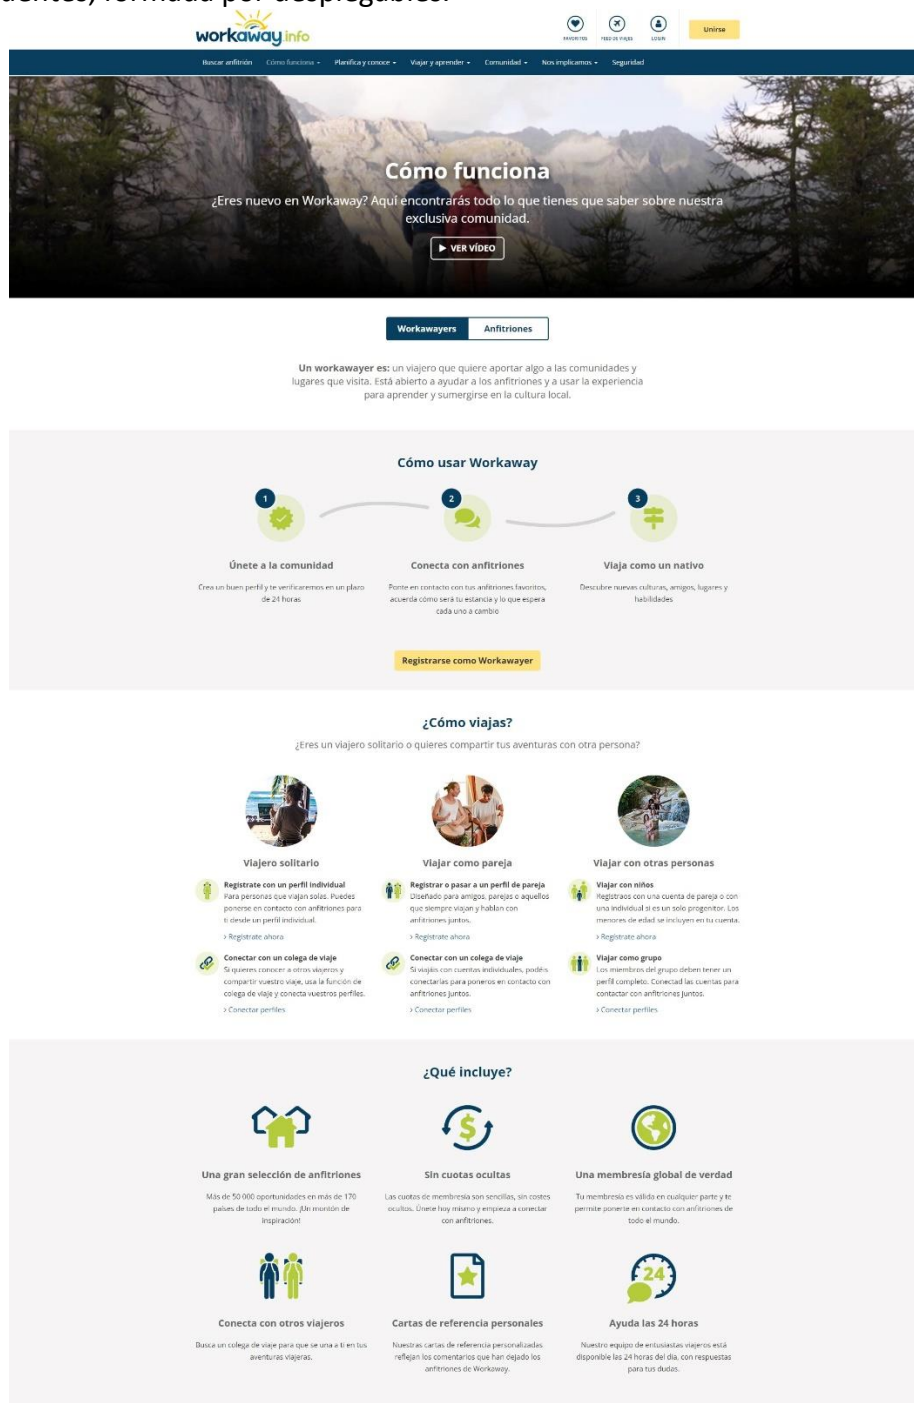 dentes, formada por desplegables.
workaway.info
FAVORITOS FEED DE VIAJES LOGIN Unirse
Buscar anfitrión Cómo funciona Planifica y conoce Viajar y aprender Comunidad Nos implicamos Seguridad
Cómo funciona
¿Eres nuevo en Workaway? Aquí encontrarás todo lo que tienes que saber sobre nuestra
exclusiva comunidad.
VER VÍDEO
Workawayers Anfitriones
Un workawayer es: un viajero que quiere aportar algo a las comunidades y
lugares que visita. Está abierto a ayudar a los anfitriones y a usar la experiencia
para aprender y sumergirse en la cultura local.
Cómo usar Workaway
1
2
3
Únete a la comunidad
Crea un buen perfil y te verificaremos en un plazo
de 24 horas
Conecta con anfitriones
Ponte en contacto con tus anfitriones favoritos,
acuerda cómo será tu estancia y lo que espera
cada uno a cambio
Viaja como un nativo
Descubre nuevas culturas, amigos, lugares y
habilidades
Registrarse como Workawayer
¿Cómo viajas?
¿Eres un viajero solitario o quieres compartir tus aventuras con otra persona?
Viajero solitario
Regístrate con un perfil individual
Para personas que viajan solas. Puedes
ponerse en contacto con anfitriones para
ti desde un perfil individual.
> Regístrate ahora
Conectar con un colega de viaje
Si quieres conocer a otros viajeros y
compartir vuestro viaje, usa la función de
colega de viaje y conecta vuestros perfiles.
> Conectar perfiles
Viajar como pareja
Registrar o pasar a un perfil de pareja
Diseñado para amigos, parejas o aquellos
que siempre viajan y hablan con
anfitriones juntos.
> Regístrate ahora
Conectar con un colega de viaje
Si viajáis con cuentas individuales, podéis
conectarlas para poneros en contacto con
anfitriones juntos.
> Conectar perfiles
Viajar con otras personas
Viajar con niños
Registraos con una cuenta de pareja o con
una individual si es un solo progenitor. Los
menores de edad se incluyen en tu cuenta.
> Regístrate ahora
Viajar como grupo
Los miembros del grupo deben tener un
perfil completo. Conectad las cuentas para
contactar con anfitriones juntos.
> Conectar perfiles
¿Qué incluye?
Una gran selección de anfitriones
Más de 50 000 oportunidades en más de 170
países de todo el mundo. ¡Un montón de
inspiración!
$
Sin cuotas ocultas
Las cuotas de membresía son sencillas, sin costes
ocultos. Únete hoy mismo y empieza a conectar
con anfitriones.
Una membresía global de verdad
Tu membresía es válida en cualquier parte y te
permite ponerte en contacto con anfitriones de
todo el mundo.
Conecta con otros viajeros
Busca un colega de viaje para que se una a ti en tus
aventuras viajeras.
Cartas de referencia personales
Nuestras cartas de referencia personalizadas
reflejan los comentarios que han dejado los
anfitriones de Workaway.
24
Ayuda las 24 horas
Nuestro equipo de entusiastas viajeros está
disponible las 24 horas del día, con respuestas
para tus dudas.